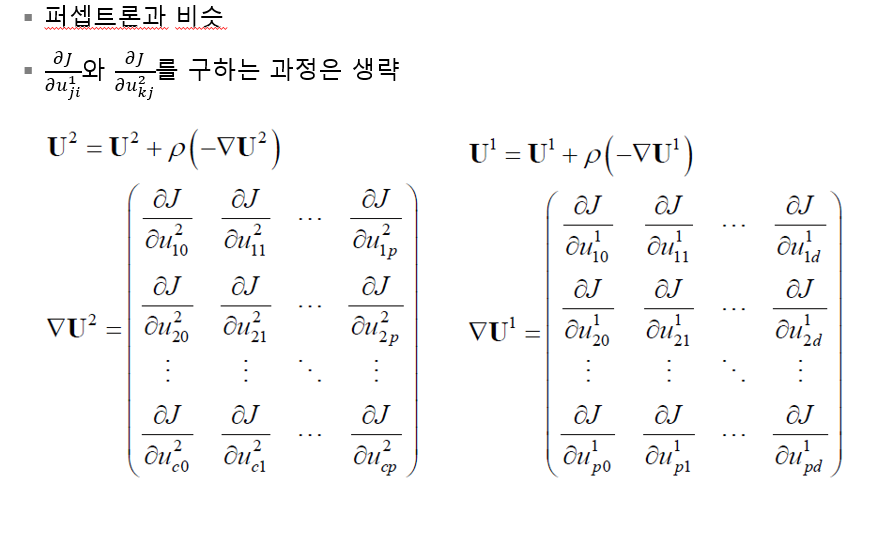 ▪ 퍼셉트론과 비슷
▪ $\frac{\partial J}{\partial u_{ji}^{1}}$와 $\frac{\partial J}{\partial u_{kj}^{2}}$를 구하는 과정은 생략
$\mathbf{U}^2 = \mathbf{U}^2 + \rho(-\nabla \mathbf{U}^2)$
$\nabla \mathbf{U}^2 = \begin{pmatrix} \frac{\partial J}{\partial u_{10}^2} & \frac{\partial J}{\partial u_{11}^2} & \cdots & \frac{\partial J}{\partial u_{1p}^2} \\ \frac{\partial J}{\partial u_{20}^2} & \frac{\partial J}{\partial u_{21}^2} & \cdots & \frac{\partial J}{\partial u_{2p}^2} \\ \vdots & \vdots & \ddots & \vdots \\ \frac{\partial J}{\partial u_{c0}^2} & \frac{\partial J}{\partial u_{c1}^2} & \cdots & \frac{\partial J}{\partial u_{cp}^2} \end{pmatrix}$
$\mathbf{U}^1 = \mathbf{U}^1 + \rho(-\nabla \mathbf{U}^1)$
$\nabla \mathbf{U}^1 = \begin{pmatrix} \frac{\partial J}{\partial u_{10}^1} & \frac{\partial J}{\partial u_{11}^1} & \cdots & \frac{\partial J}{\partial u_{1d}^1} \\ \frac{\partial J}{\partial u_{20}^1} & \frac{\partial J}{\partial u_{21}^1} & \cdots & \frac{\partial J}{\partial u_{2d}^1} \\ \vdots & \vdots & \ddots & \vdots \\ \frac{\partial J}{\partial u_{p0}^1} & \frac{\partial J}{\partial u_{p1}^1} & \cdots & \frac{\partial J}{\partial u_{pd}^1} \end{pmatrix}$